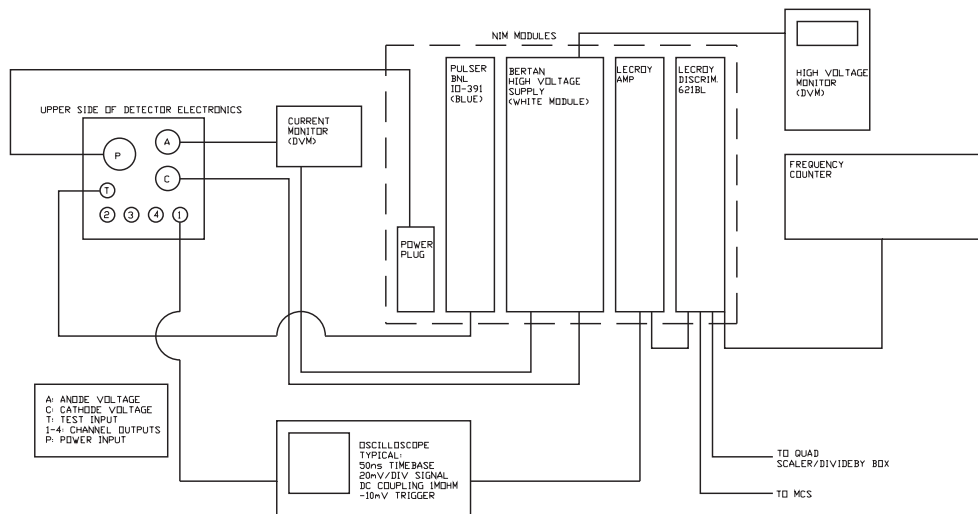 NIM MODULES
UPPER SIDE OF DETECTOR ELECTRONICS
P
A
C
T
2
3
4
1
CURRENT
MONITOR
(DVM)
POWER
PLUG
PULSER
BNL
IO-391
(BLUE)
BERTAN
HIGH VOLTAGE
SUPPLY
(WHITE MODULE)
LECROY
AMP
LECROY
DISCRIM.
621BL
HIGH VOLTAGE
MONITOR
(DVM)
FREQUENCY
COUNTER
A: ANODE VOLTAGE
C: CATHODE VOLTAGE
T: TEST INPUT
1-4: CHANNEL OUTPUTS
P: POWER INPUT
OSCILLOSCOPE
TYPICAL:
50ns TIMEBASE
20mV/DIV SIGNAL
DC COUPLING 1MOHM
-10mV TRIGGER
TO QUAD
SCALER/DIVIDEBY BOX
TO MCS